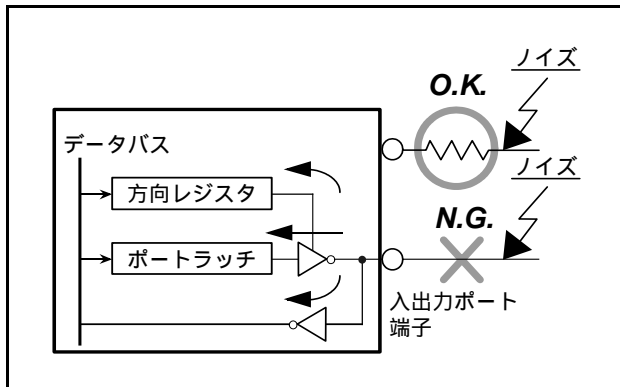 ノイズ
O.K.
データバス
ノイズ
方向レジスタ
N.G.
ポートラッチ
入出力ポート
端子